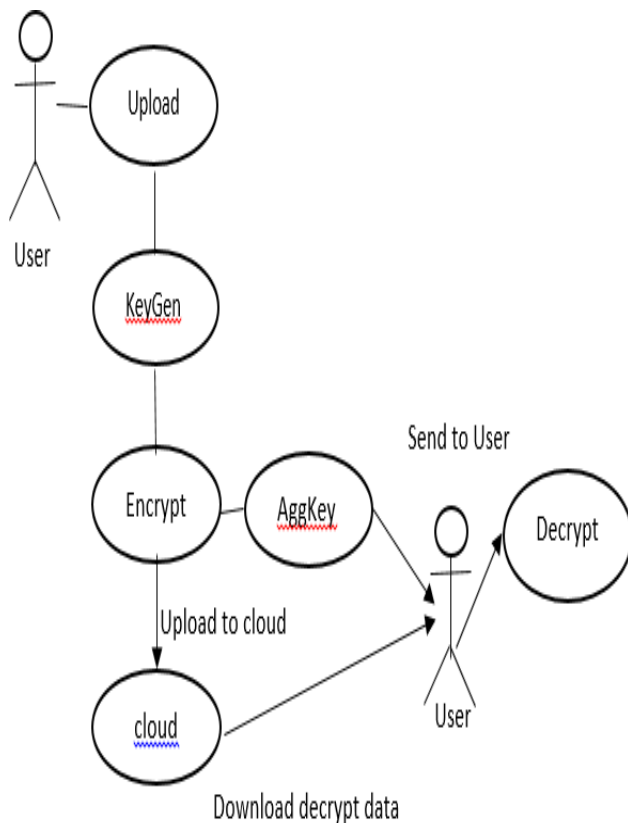 Upload
User
KeyGen
Send to User
Encrypt
AggKey
Decrypt
Upload to cloud
User
cloud
Download decrypt data